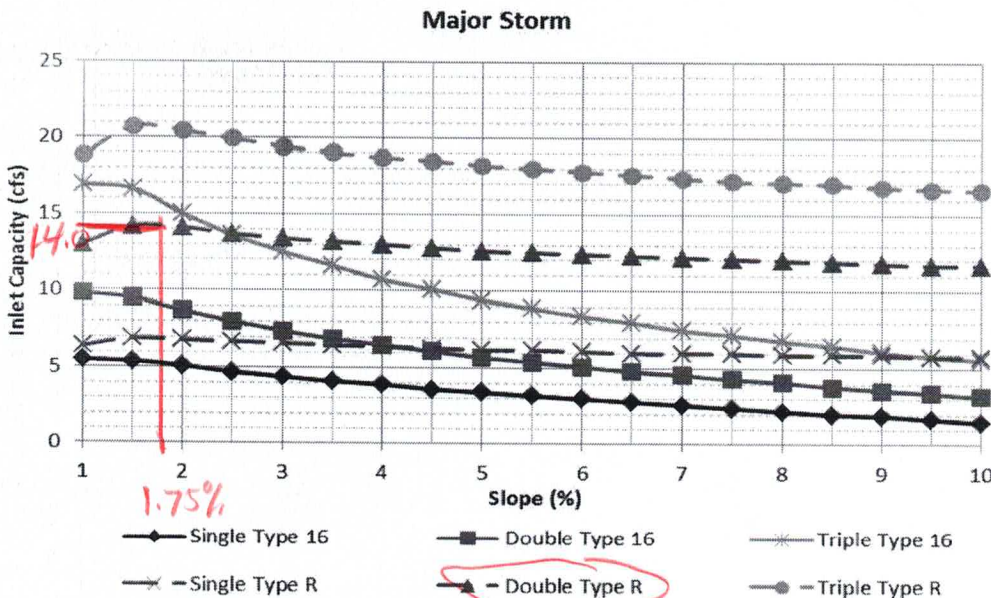 Major Storm
25
20
15
14.0
10
5
0
Inlet Capacity (cfs)
1 2 3 4 5 6 7 8 9 10
1.75%
Slope (%)
Single Type 16 Double Type 16 Triple Type 16
Single Type R Double Type R Triple Type R